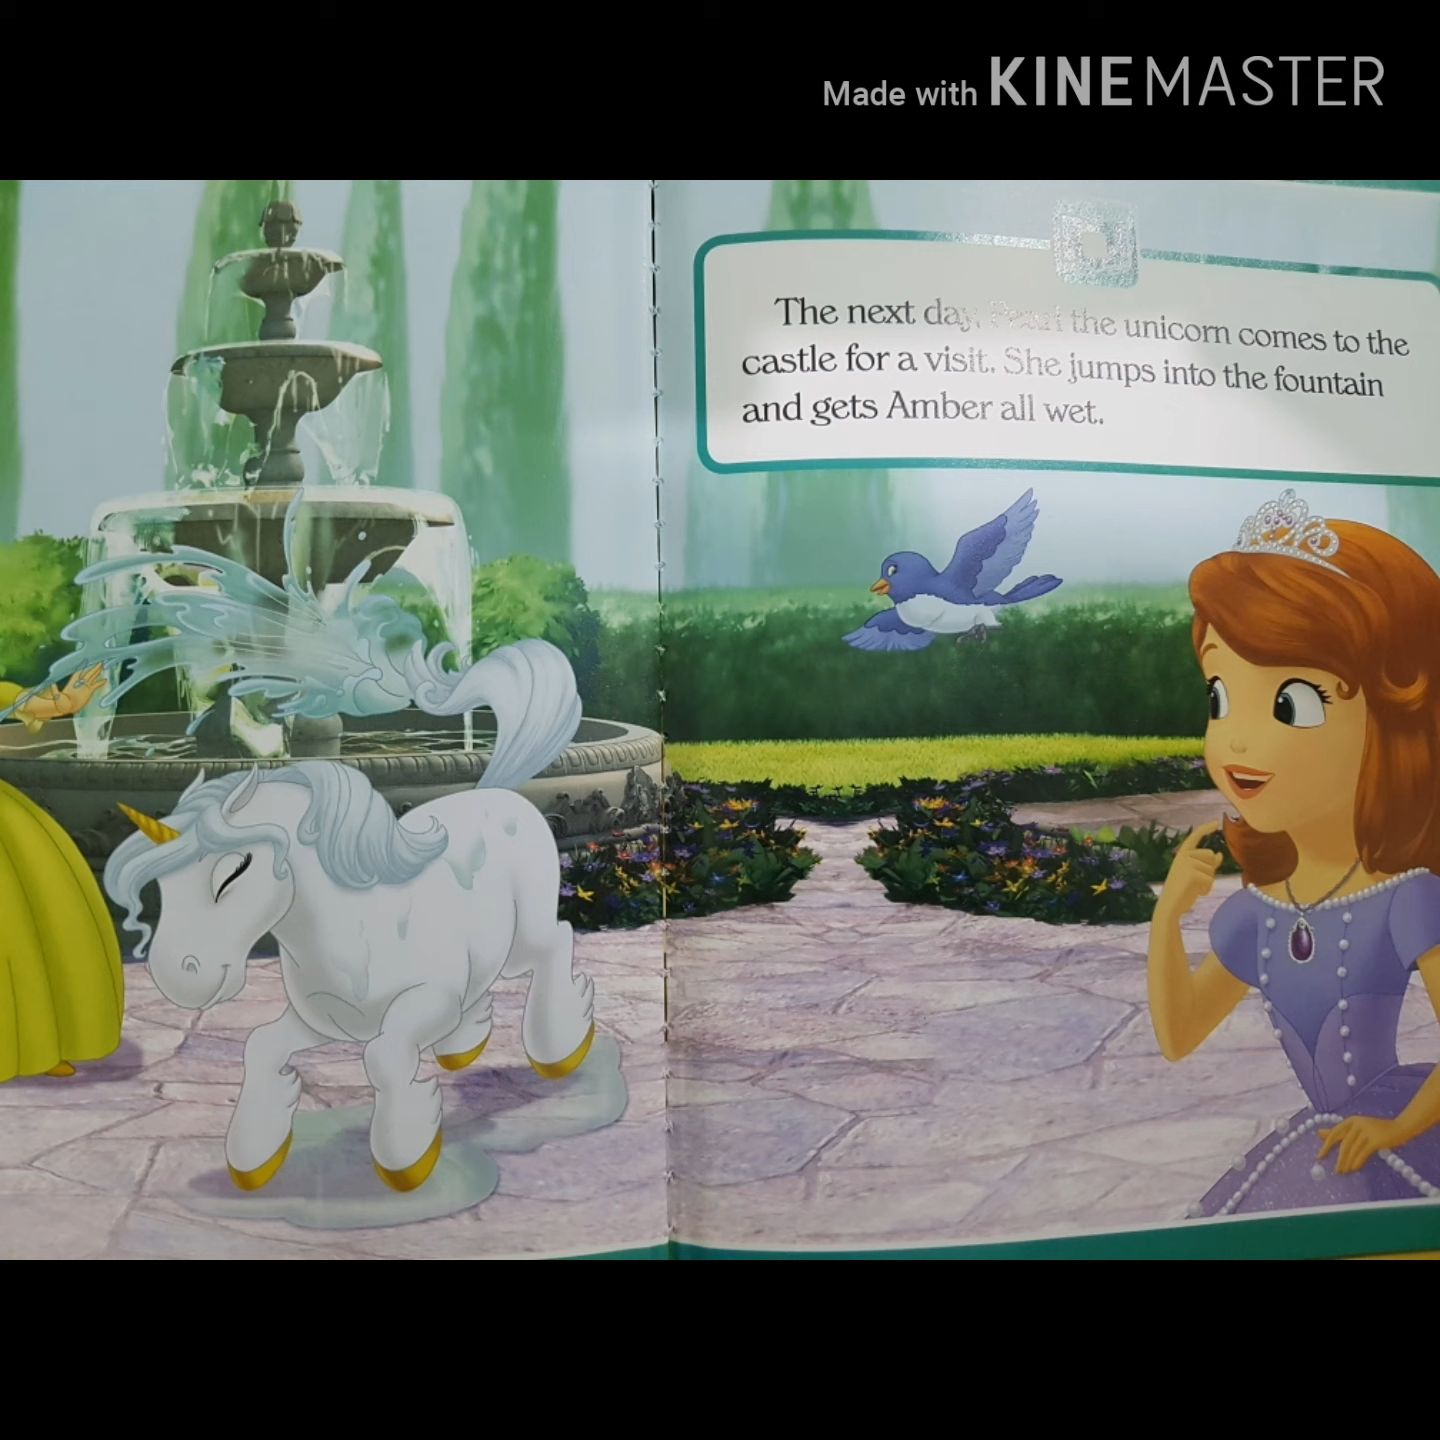 Made with KINEMASTER
The next day, Pearl the unicorn comes to the
castle for a visit. She jumps into the fountain
and gets Amber all wet.